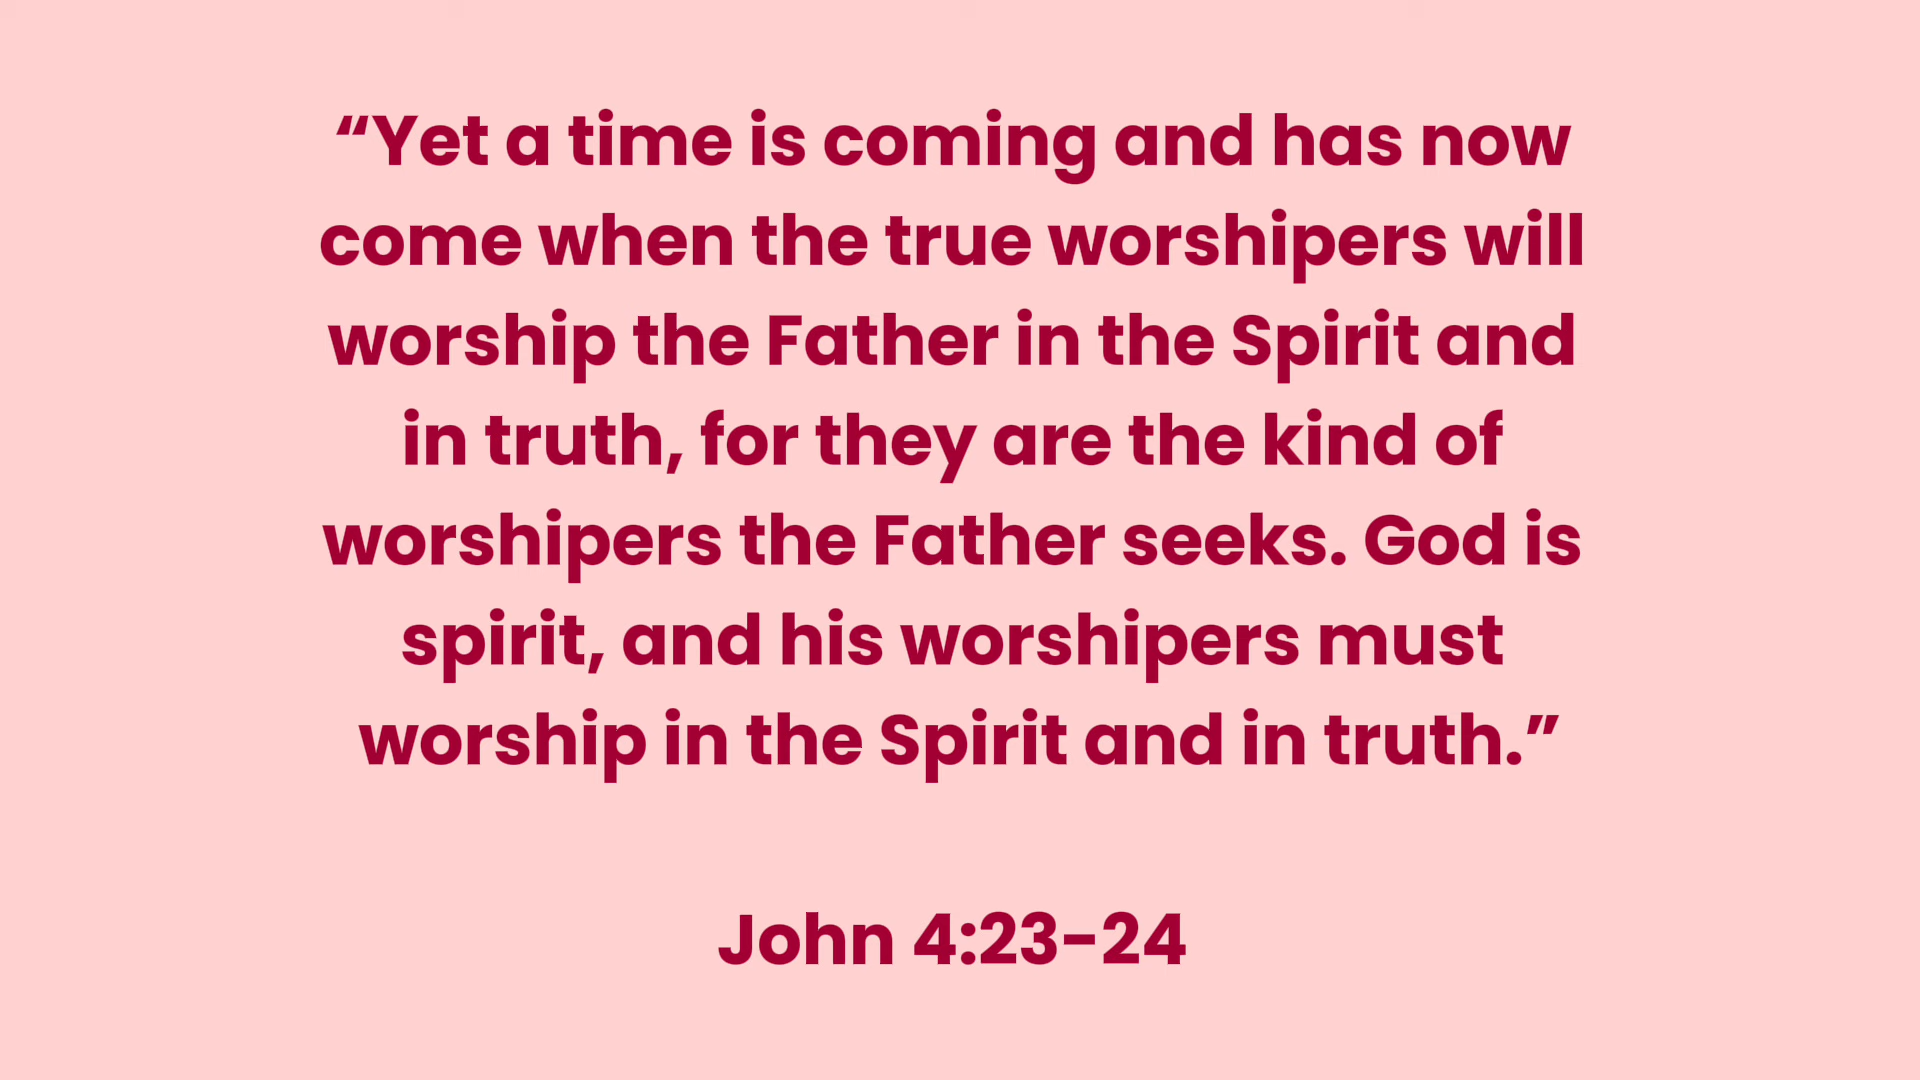 “Yet a time is coming and has now
come when the true worshipers will
worship the Father in the Spirit and
in truth, for they are the kind of
worshipers the Father seeks. God is
spirit, and his worshipers must
worship in the Spirit and in truth.”
John 4:23–24